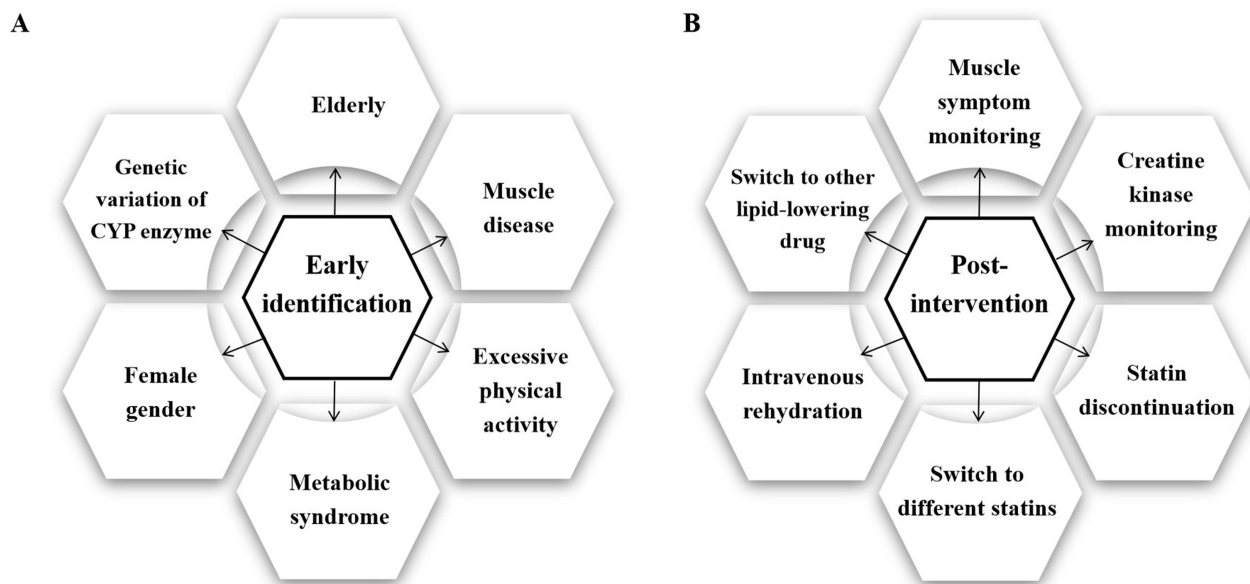 A
Elderly
Genetic
variation of
CYP enzyme
Muscle
disease
Early
identification
Female
gender
Excessive
physical
activity
Metabolic
syndrome
B
Muscle
symptom
monitoring
Switch to other
lipid-lowering
drug
Creatine
kinase
monitoring
Post-
intervention
Intravenous
rehydration
Statin
discontinuation
Switch to
different statins